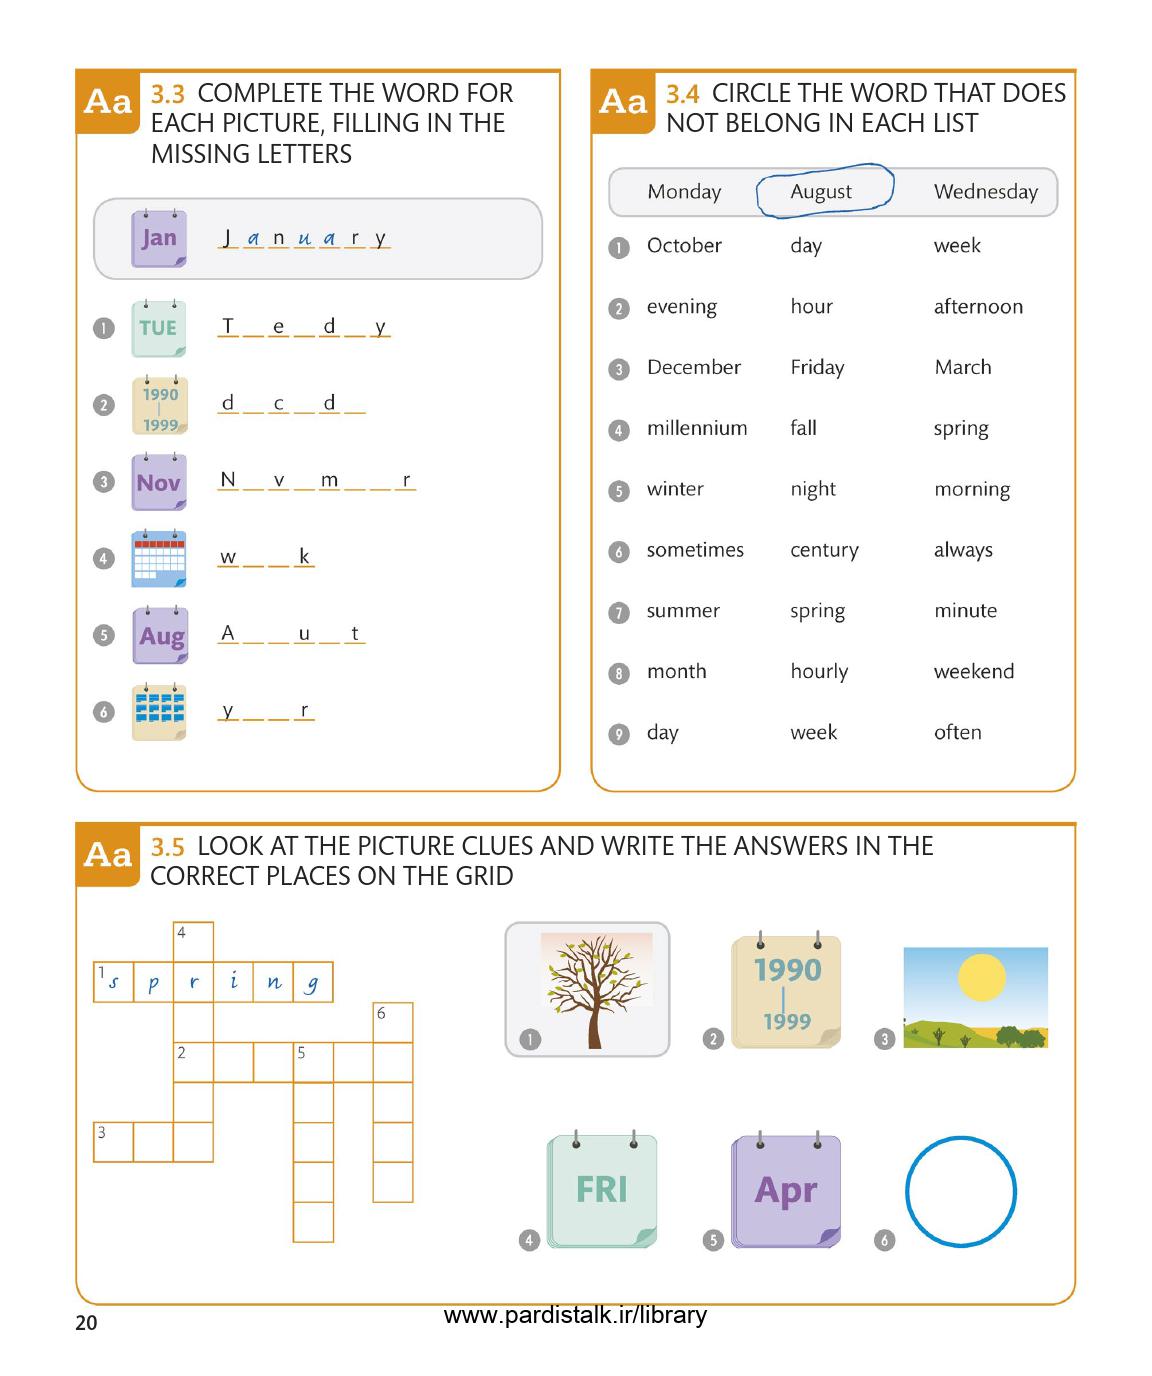 Aa
3.3 COMPLETE THE WORD FOR
EACH PICTURE, FILLING IN THE
MISSING LETTERS
Jan
J a n u a r y
1 TUE T _ e _ d _ y
2 1990
1999
d _ c _ d _
3 Nov N _ v _ m _ _ r
4 w _ _ k
5 Aug A _ _ u _ t
6 y _ _ r
Aa
3.4 CIRCLE THE WORD THAT DOES
NOT BELONG IN EACH LIST
Monday August Wednesday
1 October day week
2 evening hour afternoon
3 December Friday March
4 millennium fall spring
5 winter night morning
6 sometimes century always
7 summer spring minute
8 month hourly weekend
9 day week often
Aa
3.5 LOOK AT THE PICTURE CLUES AND WRITE THE ANSWERS IN THE
CORRECT PLACES ON THE GRID
4
1 s p r i n g
6
2 5
3
1
2 1990
1999
3
4 FRI
5 Apr
6
20
www.pardistalk.ir/library